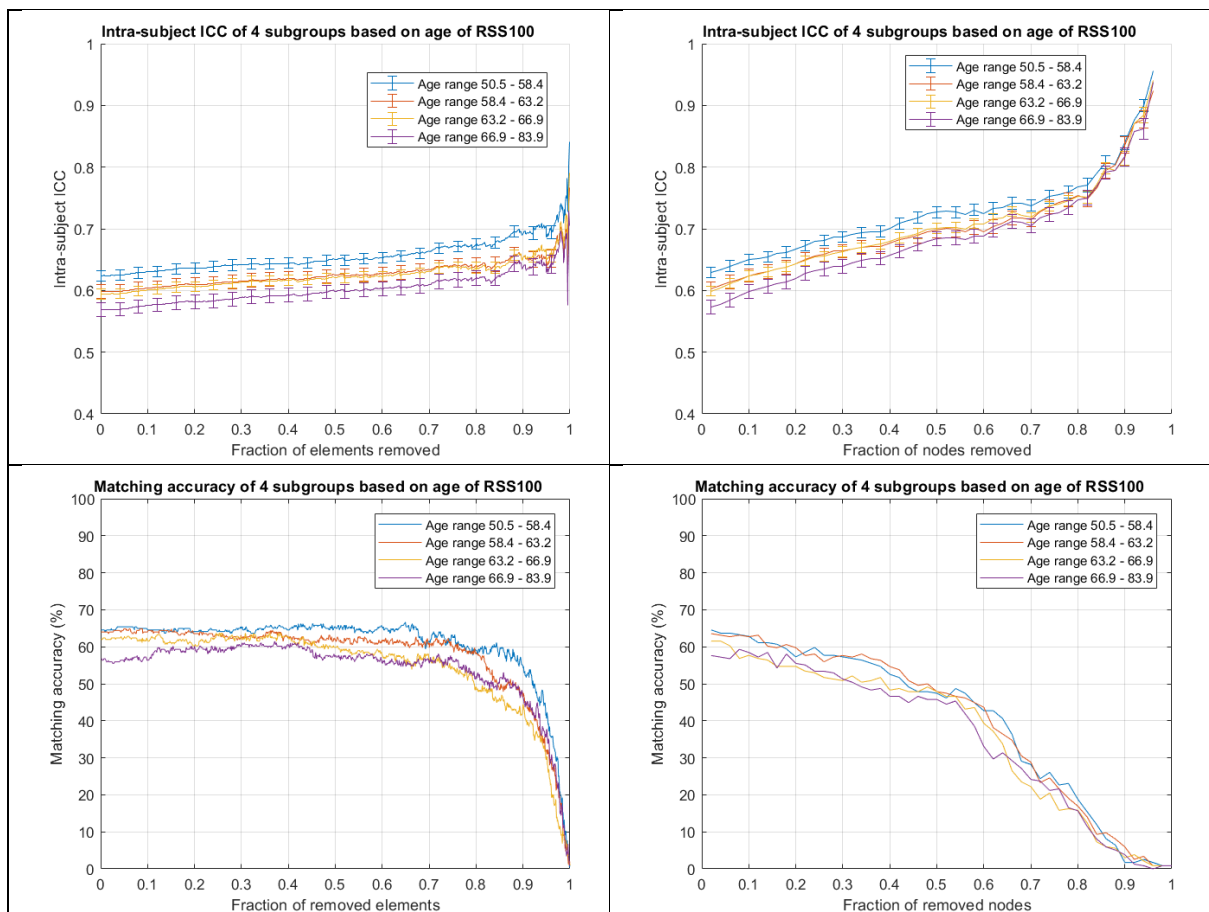 Intra-subject ICC of 4 subgroups based on age of RSS100
1
0.9
0.8
0.7
0.6
0.5
0.4
Intra-subject ICC
Age range 50.5 - 58.4
Age range 58.4 - 63.2
Age range 63.2 - 66.9
Age range 66.9 - 83.9
0 0.1 0.2 0.3 0.4 0.5 0.6 0.7 0.8 0.9 1
Fraction of elements removed
Intra-subject ICC of 4 subgroups based on age of RSS100
1
0.9
0.8
0.7
0.6
0.5
0.4
Intra-subject ICC
Age range 50.5 - 58.4
Age range 58.4 - 63.2
Age range 63.2 - 66.9
Age range 66.9 - 83.9
0 0.1 0.2 0.3 0.4 0.5 0.6 0.7 0.8 0.9 1
Fraction of nodes removed
Matching accuracy of 4 subgroups based on age of RSS100
100
90
80
70
60
50
40
30
20
10
0
Matching accuracy (%)
Age range 50.5 - 58.4
Age range 58.4 - 63.2
Age range 63.2 - 66.9
Age range 66.9 - 83.9
0 0.1 0.2 0.3 0.4 0.5 0.6 0.7 0.8 0.9 1
Fraction of removed elements
Matching accuracy of 4 subgroups based on age of RSS100
100
90
80
70
60
50
40
30
20
10
0
Matching accuracy (%)
Age range 50.5 - 58.4
Age range 58.4 - 63.2
Age range 63.2 - 66.9
Age range 66.9 - 83.9
0 0.1 0.2 0.3 0.4 0.5 0.6 0.7 0.8 0.9 1
Fraction of removed nodes